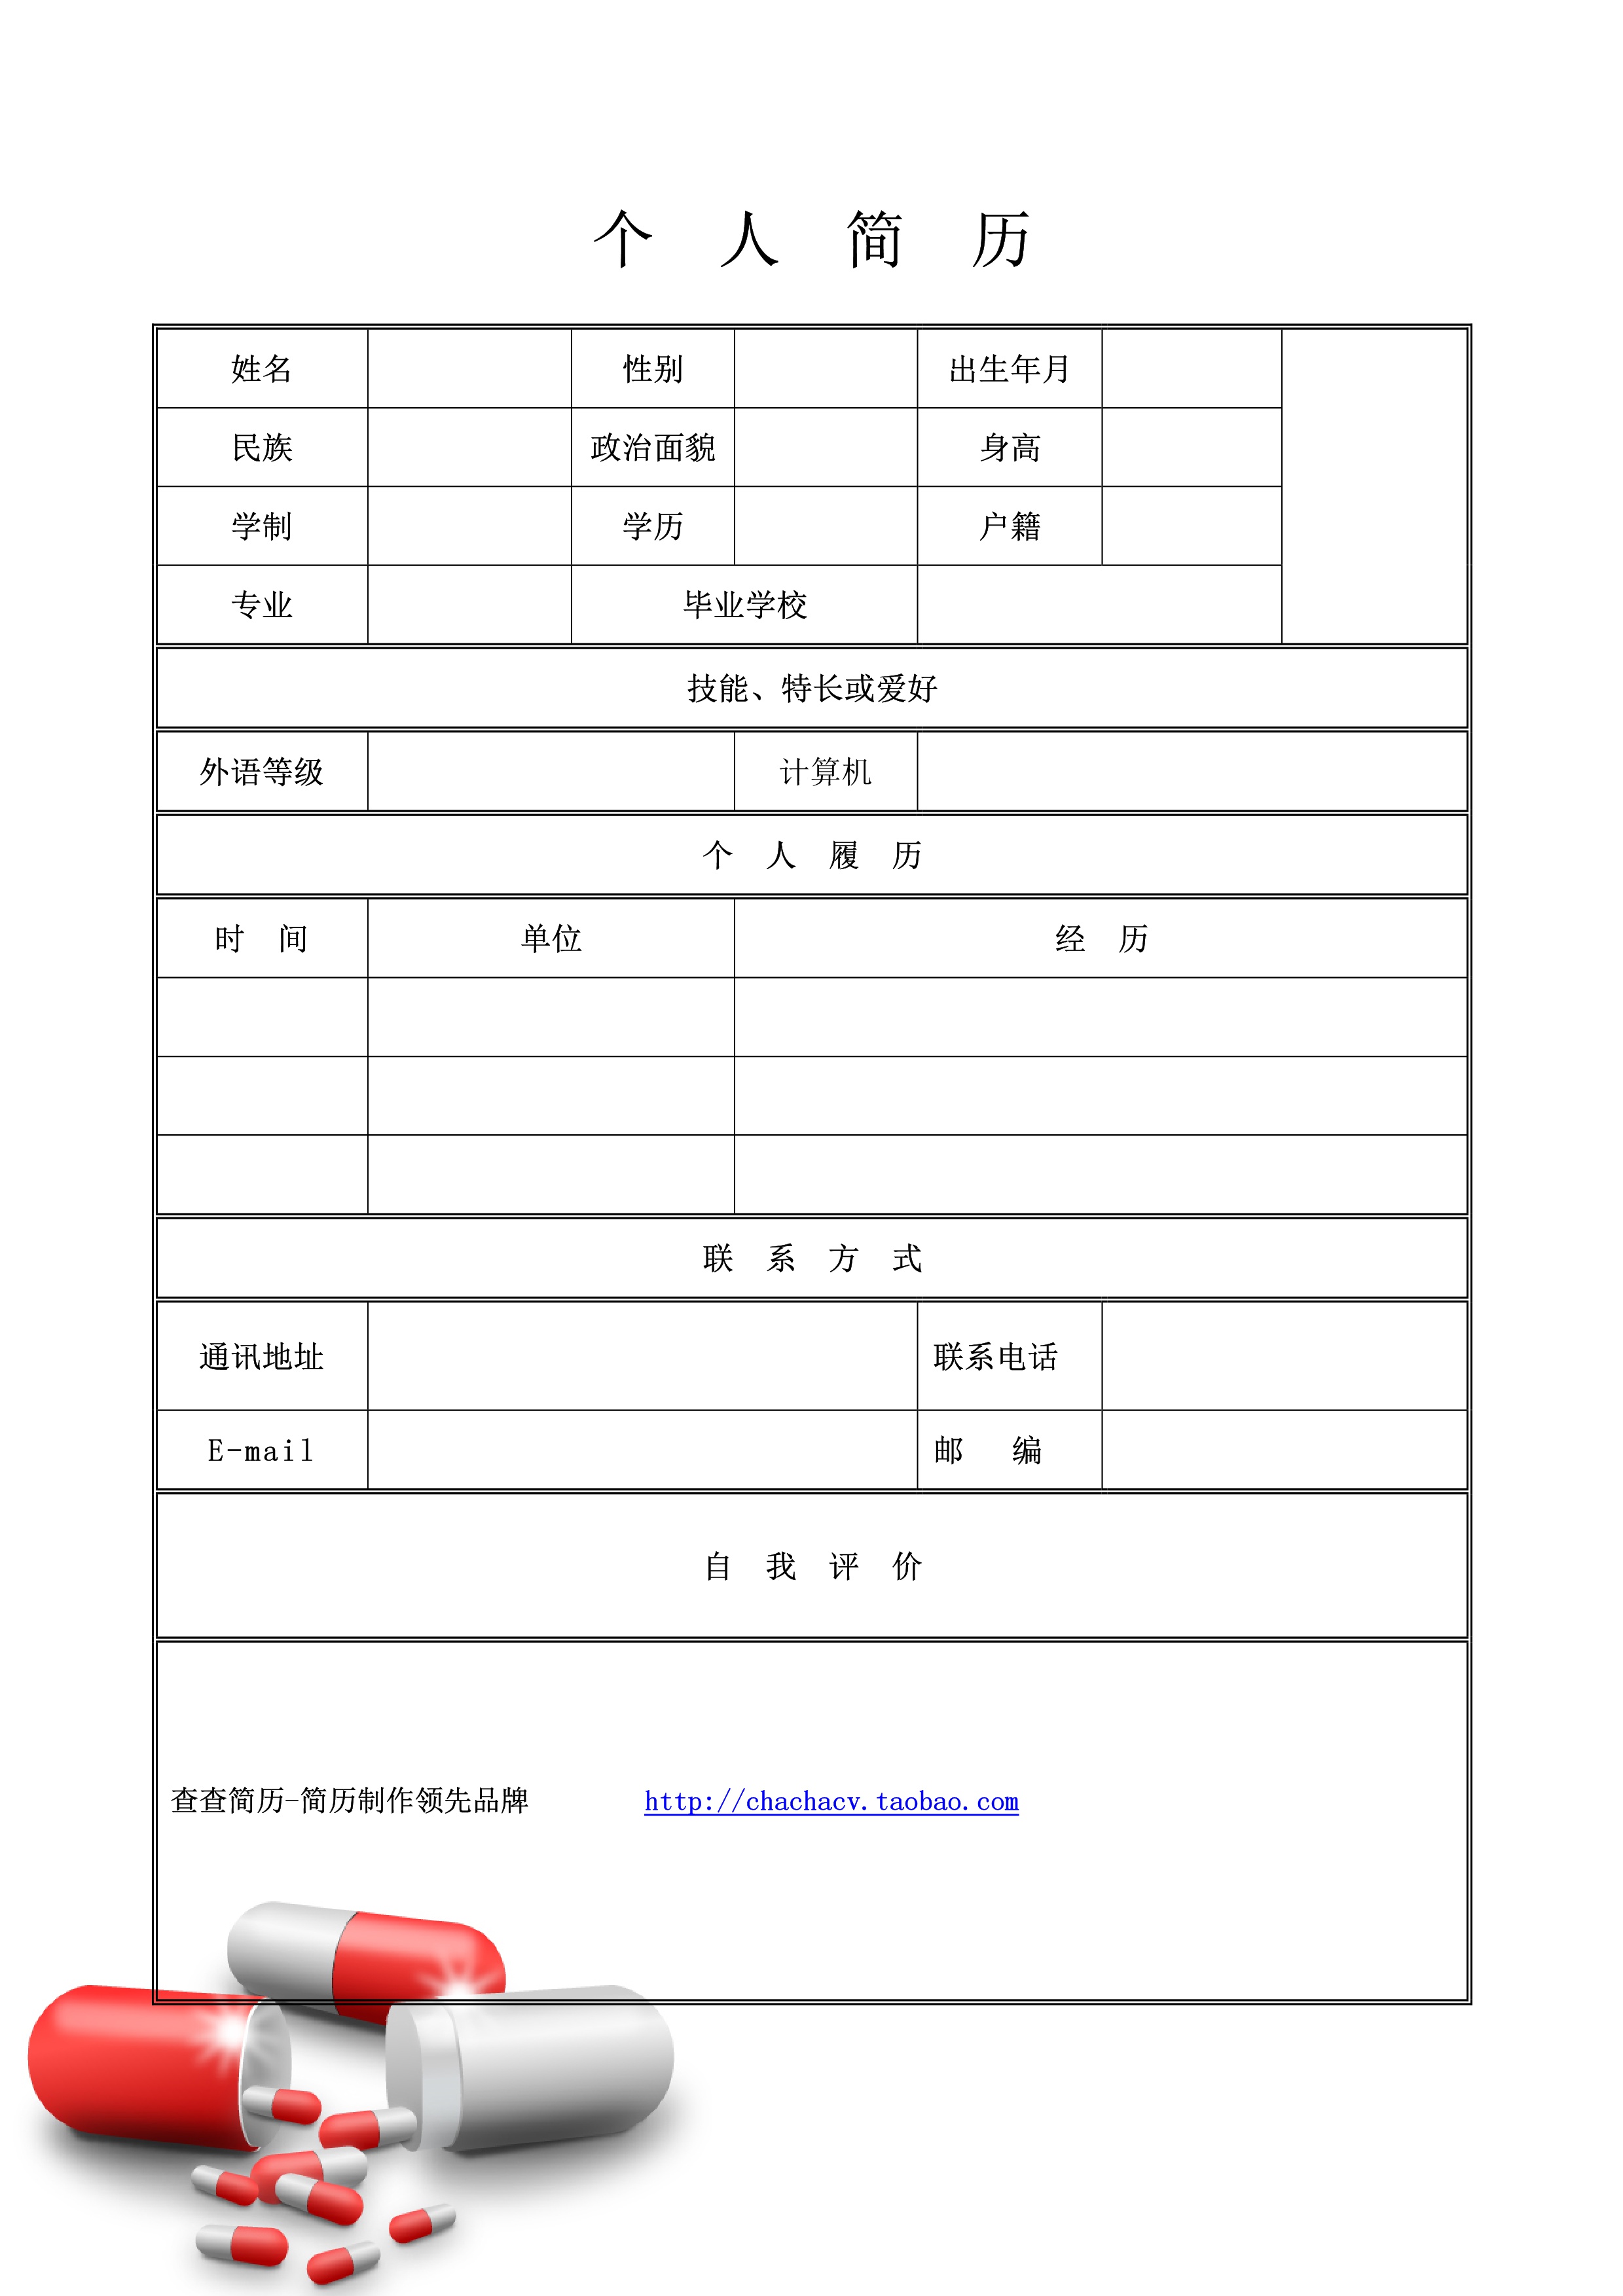 个 人 简 历
姓名 性别 出生年月
民族 政治面貌 身高
学制 学历 户籍
专业 毕业学校
技能、特长或爱好
外语等级 计算机
个 人 履 历
时 间 单位 经 历
联 系 方 式
通讯地址 联系电话
E-mail 邮 编
自 我 评 价
查查简历-简历制作领先品牌 http://chachacv.taobao.com